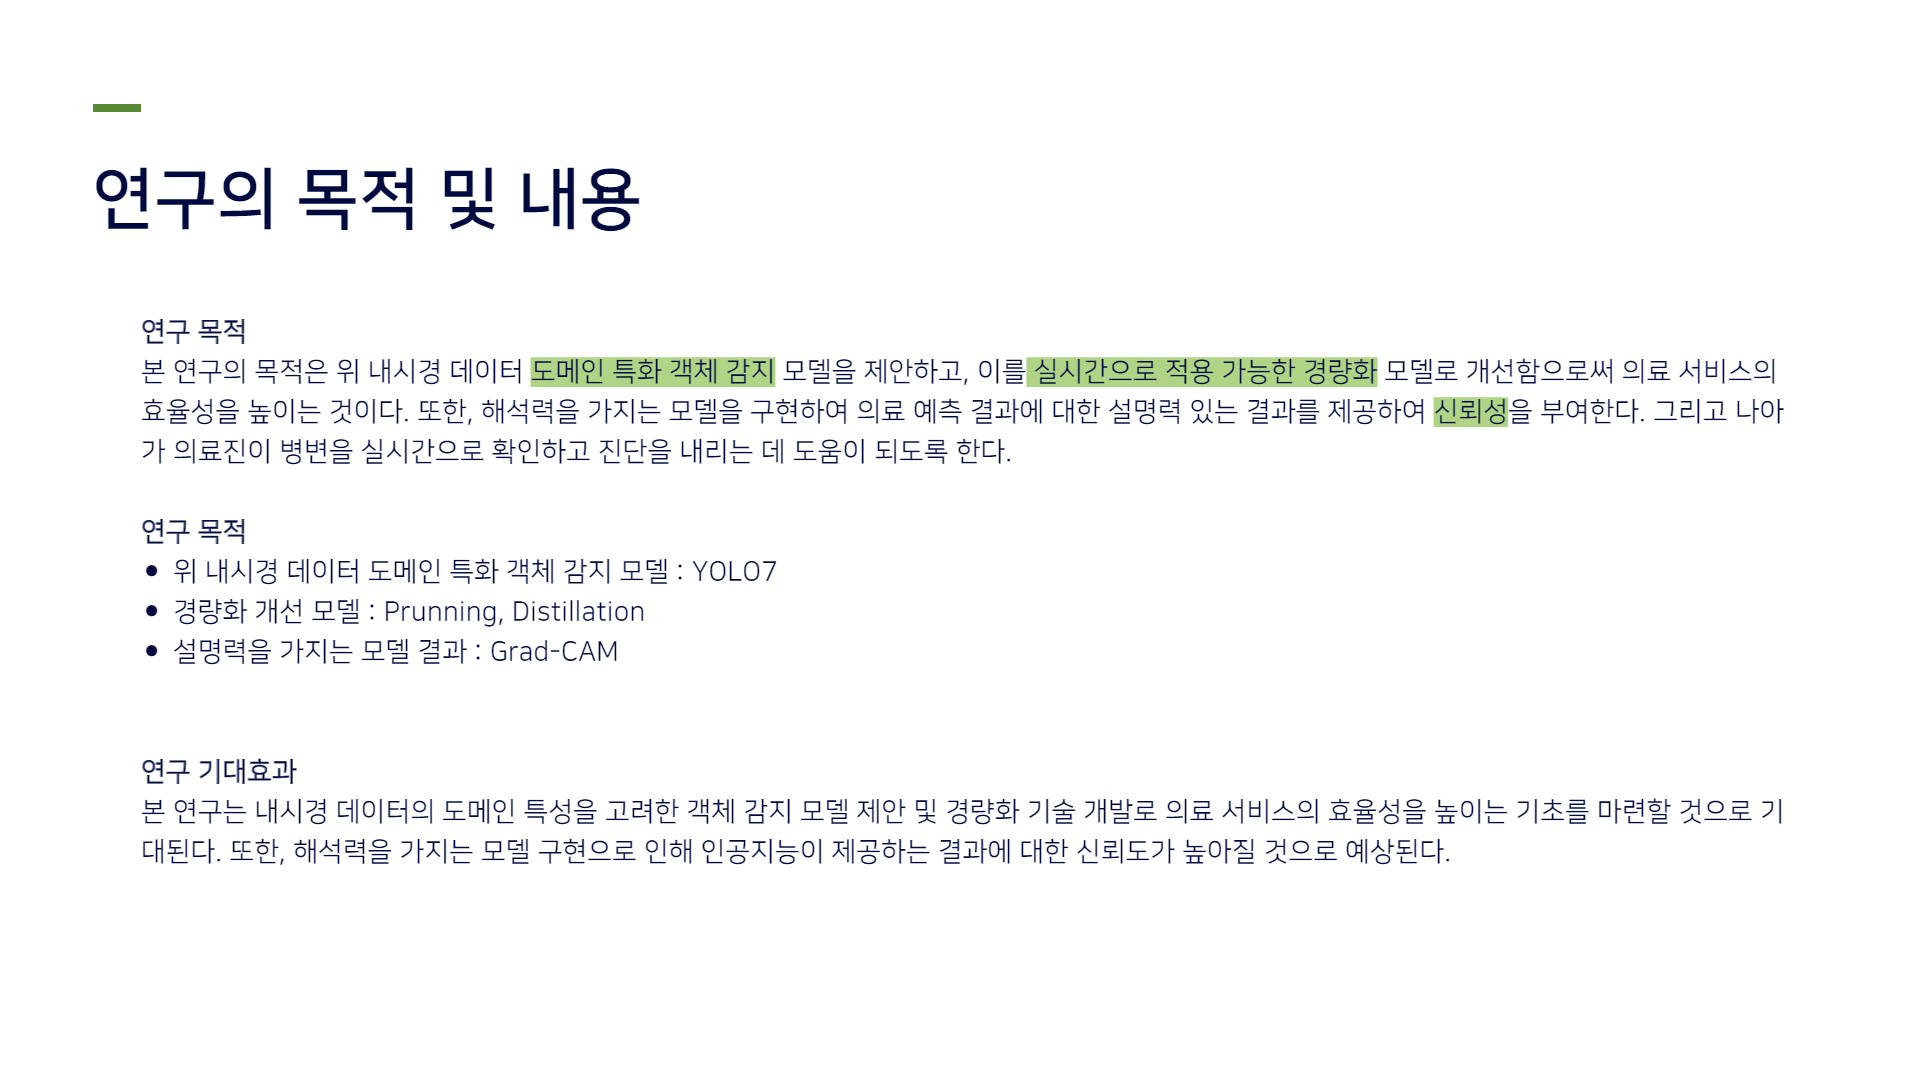 연구의 목적 및 내용
연구 목적
본 연구의 목적은 위 내시경 데이터 도메인 특화 객체 감지 모델을 제안하고, 이를 실시간으로 적용 가능한 경량화 모델로 개선함으로써 의료 서비스의
효율성을 높이는 것이다. 또한, 해석력을 가지는 모델을 구현하여 의료 예측 결과에 대한 설명력 있는 결과를 제공하여 신뢰성을 부여한다. 그리고 나아
가 의료진이 병변을 실시간으로 확인하고 진단을 내리는 데 도움이 되도록 한다.
연구 목적
• 위 내시경 데이터 도메인 특화 객체 감지 모델 : YOLO7
• 경량화 개선 모델 : Prunning, Distillation
• 설명력을 가지는 모델 결과 : Grad-CAM
연구 기대효과
본 연구는 내시경 데이터의 도메인 특성을 고려한 객체 감지 모델 제안 및 경량화 기술 개발로 의료 서비스의 효율성을 높이는 기초를 마련할 것으로 기
대된다. 또한, 해석력을 가지는 모델 구현으로 인해 인공지능이 제공하는 결과에 대한 신뢰도가 높아질 것으로 예상된다.